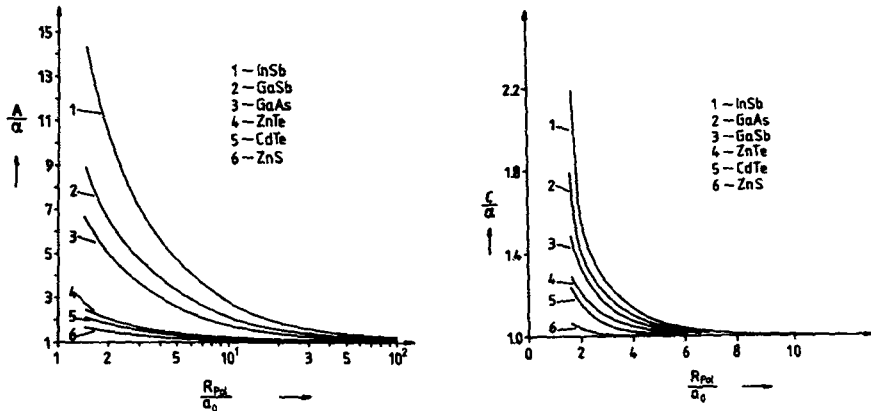 15
13
11
9
7
5
3
1
A/α
1
2
3
4
5
6
1 ~ InSb
2 ~ GaSb
3 ~ GaAs
4 ~ ZnTe
5 ~ CdTe
6 ~ ZnS
1 2 5 10¹ 3 5 10²
R_Pol/a₀
2.2
1.8
1.4
1.0
C/α
1
2
3
4
5
6
1 ~ InSb
2 ~ GaAs
3 ~ GaSb
4 ~ ZnTe
5 ~ CdTe
6 ~ ZnS
0 2 4 6 8 10
R_Pol/a₀